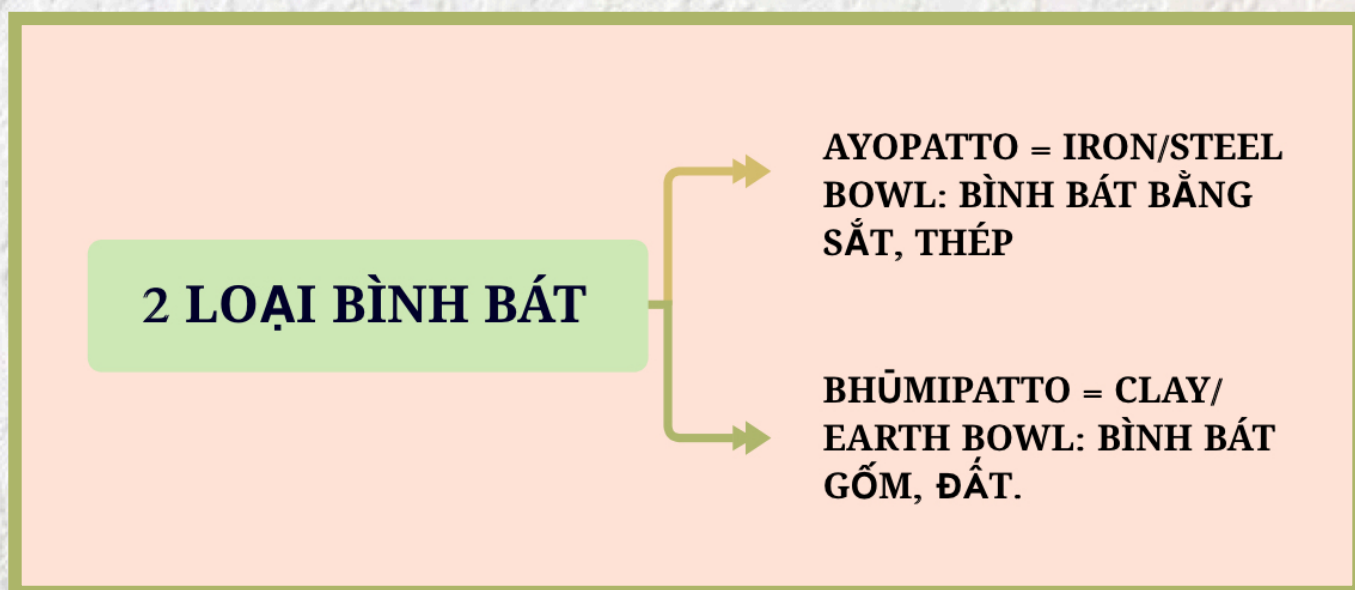 2 LOẠI BÌNH BÁT
AYOPATTO = IRON/STEEL
BOWL: BÌNH BÁT BẰNG
SẮT, THÉP
BHŪMIPATTO = CLAY/
EARTH BOWL: BÌNH BÁT
GỐM, ĐẤT.